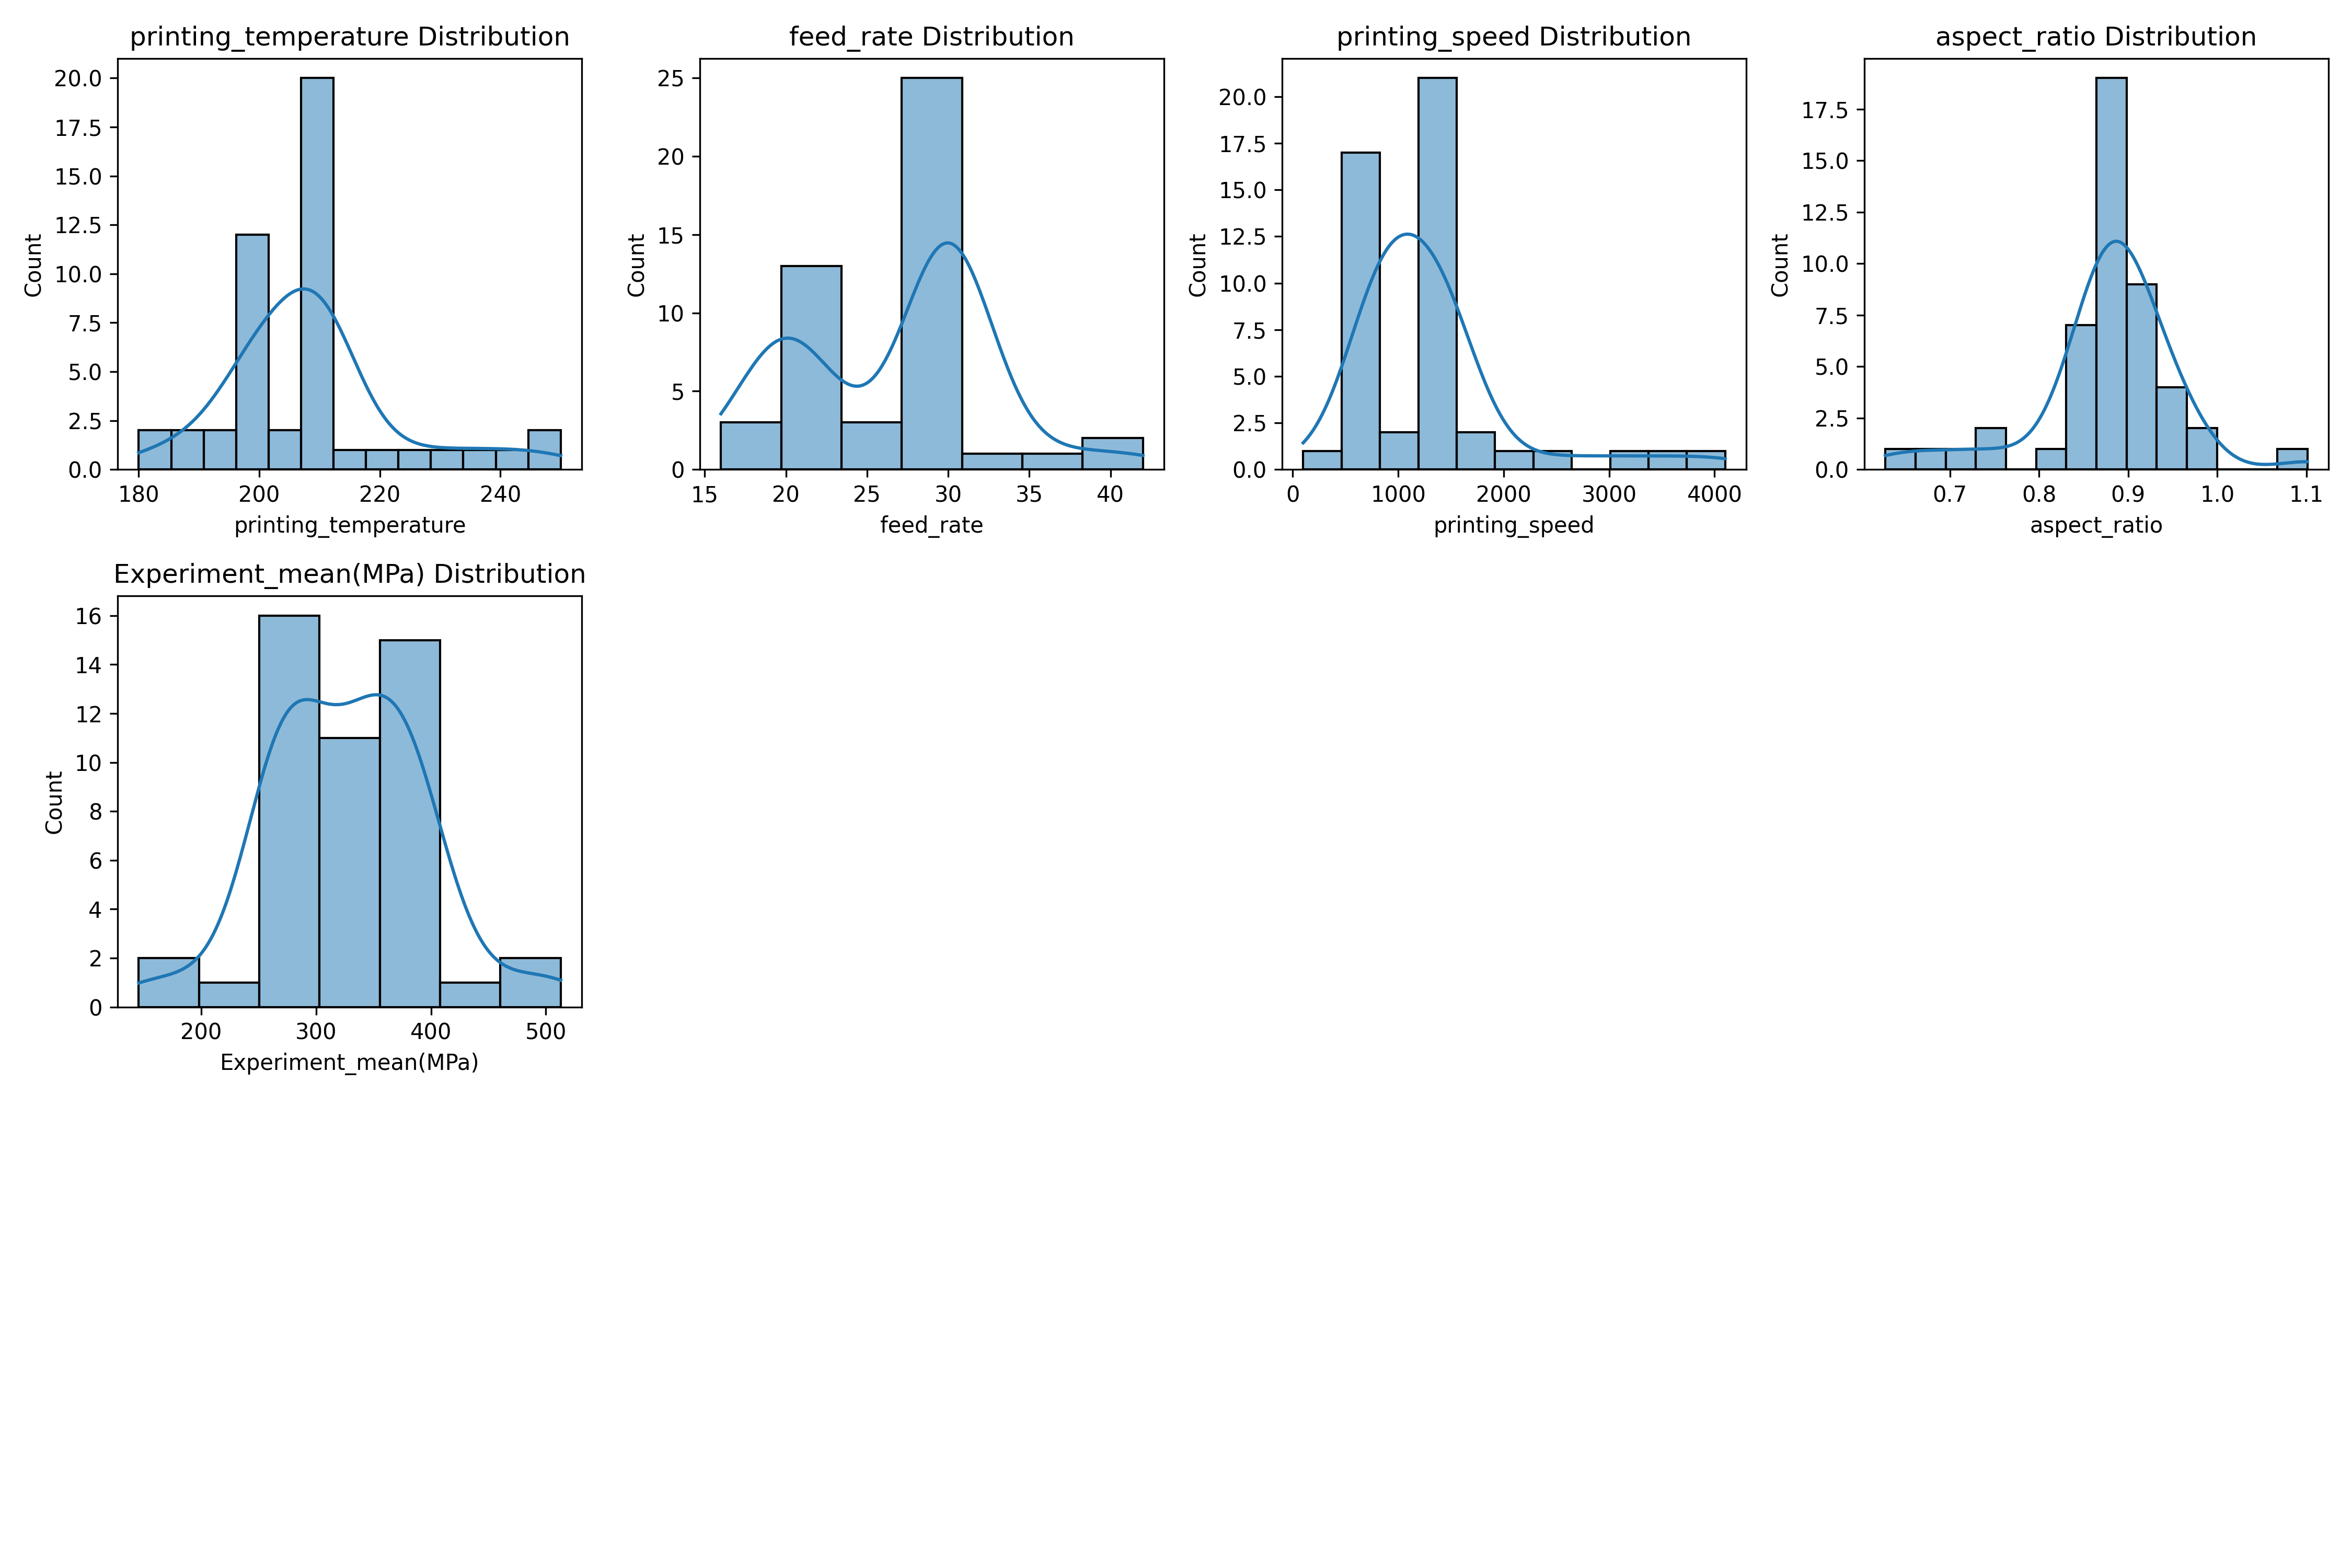 printing_temperature Distribution
20.0
17.5
15.0
12.5
10.0
7.5
5.0
2.5
0.0
Count
180 200 220 240
printing_temperature
feed_rate Distribution
25
20
15
10
5
0
Count
15 20 25 30 35 40
feed_rate
printing_speed Distribution
20.0
17.5
15.0
12.5
10.0
7.5
5.0
2.5
0.0
Count
0 1000 2000 3000 4000
printing_speed
aspect_ratio Distribution
17.5
15.0
12.5
10.0
7.5
5.0
2.5
0.0
Count
0.7 0.8 0.9 1.0 1.1
aspect_ratio
Experiment_mean(MPa) Distribution
16
14
12
10
8
6
4
2
0
Count
200 300 400 500
Experiment_mean(MPa)